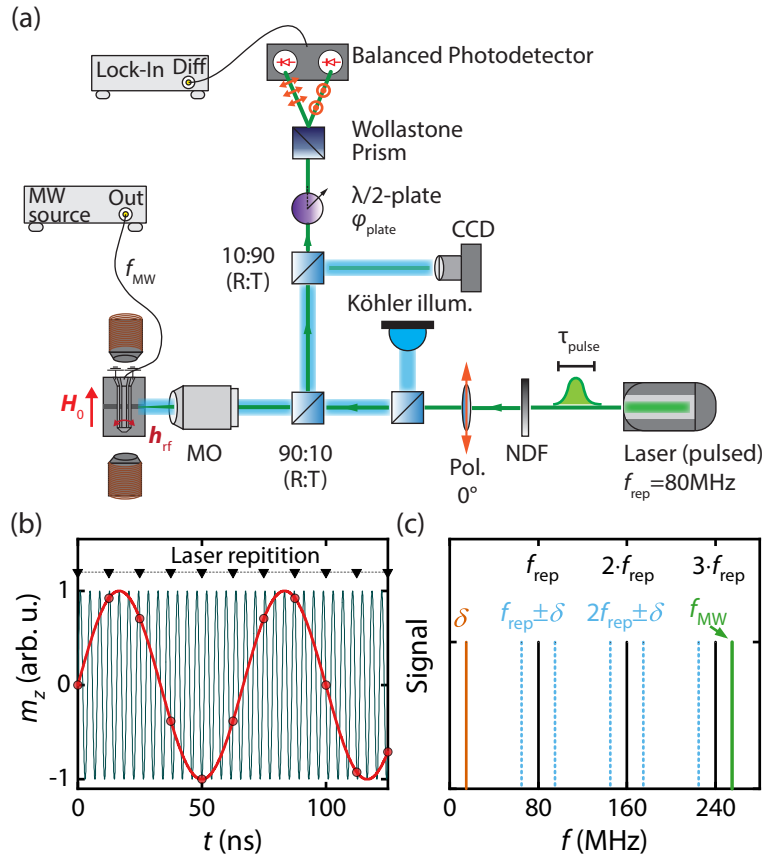 (a)
Balanced Photodetector
Lock-In Diff
Wollastone
Prism
MW
source
Out
λ/2-plate
φplate
CCD
fMW
10:90
(R:T)
Köhler illum.
τpulse
H0
hrf
MO
90:10
(R:T)
Pol.
0°
NDF
Laser (pulsed)
frep=80MHz
(b)
Laser repitition
1
0
-1
mz (arb. u.)
0
50
100
t (ns)
(c)
frep
2·frep
3·frep
δ
frep±δ
2frep±δ
fMW
Signal
0
80
160
240
f (MHz)